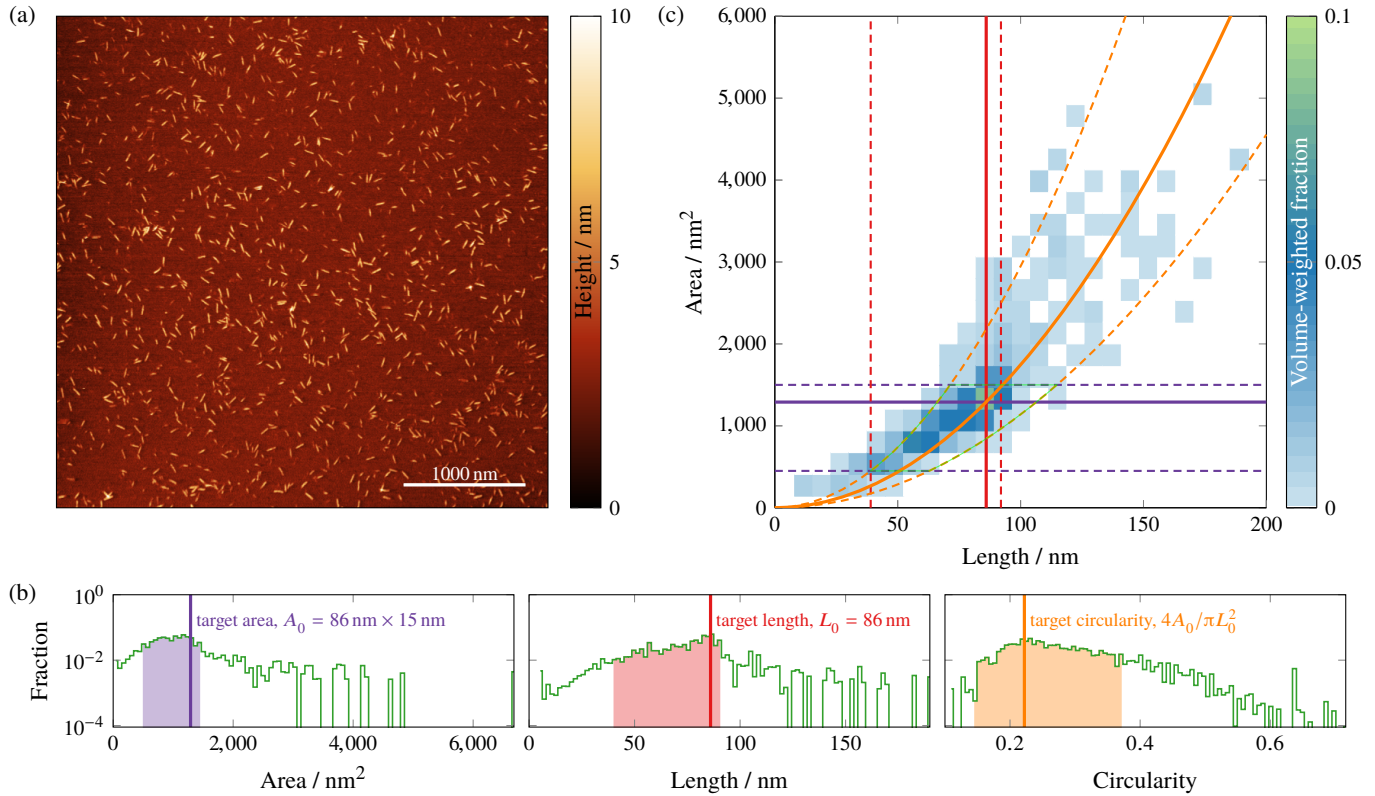 (a)
10
5
0
Height / nm
1000 nm
(c)
6,000
5,000
4,000
3,000
2,000
1,000
0
Area / nm²
0 50 100 150 200
Length / nm
0.1
0.05
0
Volume-weighted fraction
(b)
10⁰
10⁻²
10⁻⁴
Fraction
target area, A₀ = 86 nm × 15 nm
0 2,000 4,000 6,000
Area / nm²
target length, L₀ = 86 nm
0 50 100 150
Length / nm
target circularity, 4A₀/πL₀²
0.2 0.4 0.6
Circularity